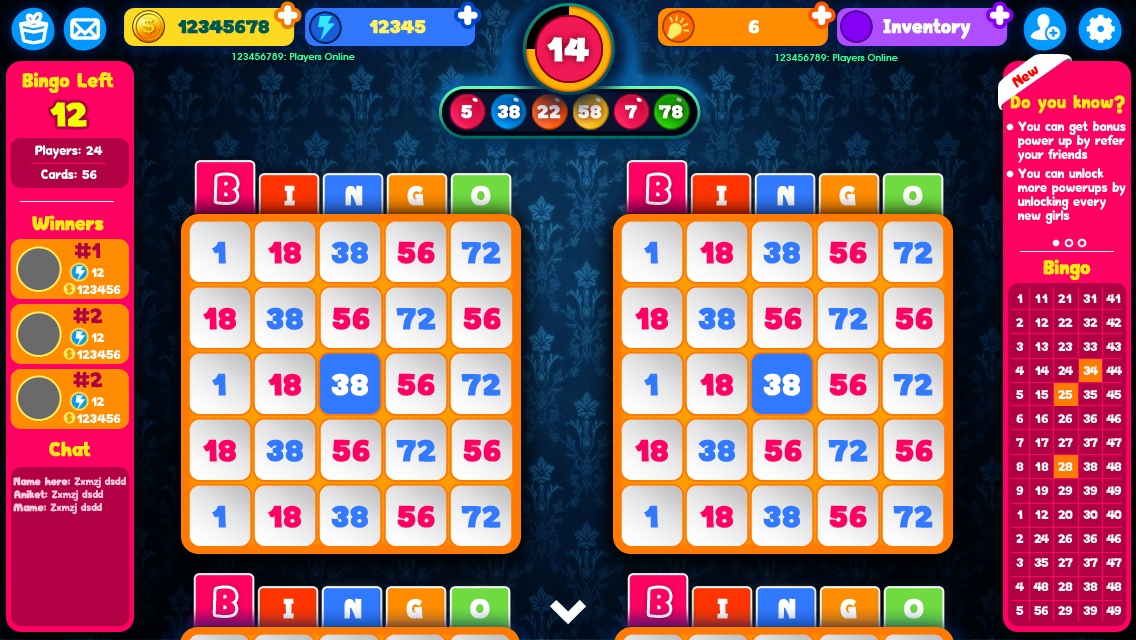 12345678
12345
14
6
Inventory
123456789: Players Online
123456789: Players Online
5 38 22 58 7 78
Bingo Left
12
Players: 24
Cards: 56
Winners
#1
12
$123456
#2
12
$123456
#2
12
$123456
Chat
Name here: Zxmzj dsdd
Aniket: Zxmzj dsdd
Mame: Zxmzj dsdd
B I N G O
1 18 38 56 72
18 38 56 72 56
1 18 38 56 72
18 38 56 72 56
1 18 38 56 72
B I N G O
1 18 38 56 72
18 38 56 72 56
1 18 38 56 72
18 38 56 72 56
1 18 38 56 72
B I N G O
B I N G O
New
Do you know?
You can get bonus
power up by refer
your friends
You can unlock
more powerups by
unlocking every
new girls
Bingo
1 11 21 31 41
2 12 22 32 42
3 13 23 33 43
4 14 24 34 44
5 15 25 35 45
6 16 26 36 46
7 17 27 37 47
8 18 28 38 48
9 19 29 39 49
1 12 20 30 40
2 24 26 36 46
3 35 27 37 47
4 48 28 38 48
5 56 29 39 49